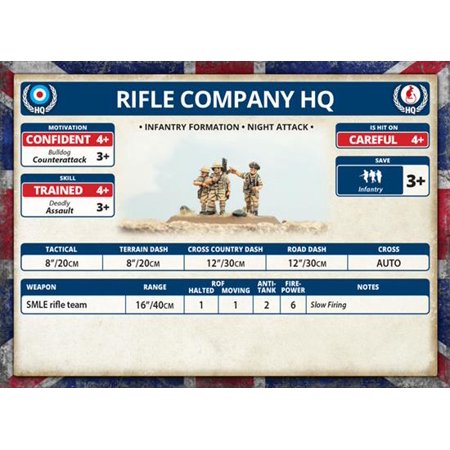 RIFLE COMPANY HQ
HQ
HQ
• INFANTRY FORMATION • NIGHT ATTACK •
MOTIVATION
CONFIDENT 4+
Bulldog
Counterattack 3+
SKILL
TRAINED 4+
Deadly
Assault 3+
IS HIT ON
CAREFUL 4+
SAVE
Infantry 3+
TACTICAL TERRAIN DASH CROSS COUNTRY DASH ROAD DASH CROSS
8"/20CM 8"/20CM 12"/30CM 12"/30CM AUTO
WEAPON RANGE ROF HALTED MOVING ANTI-TANK FIRE-POWER NOTES
SMLE rifle team 16"/40CM 1 1 2 6 Slow Firing